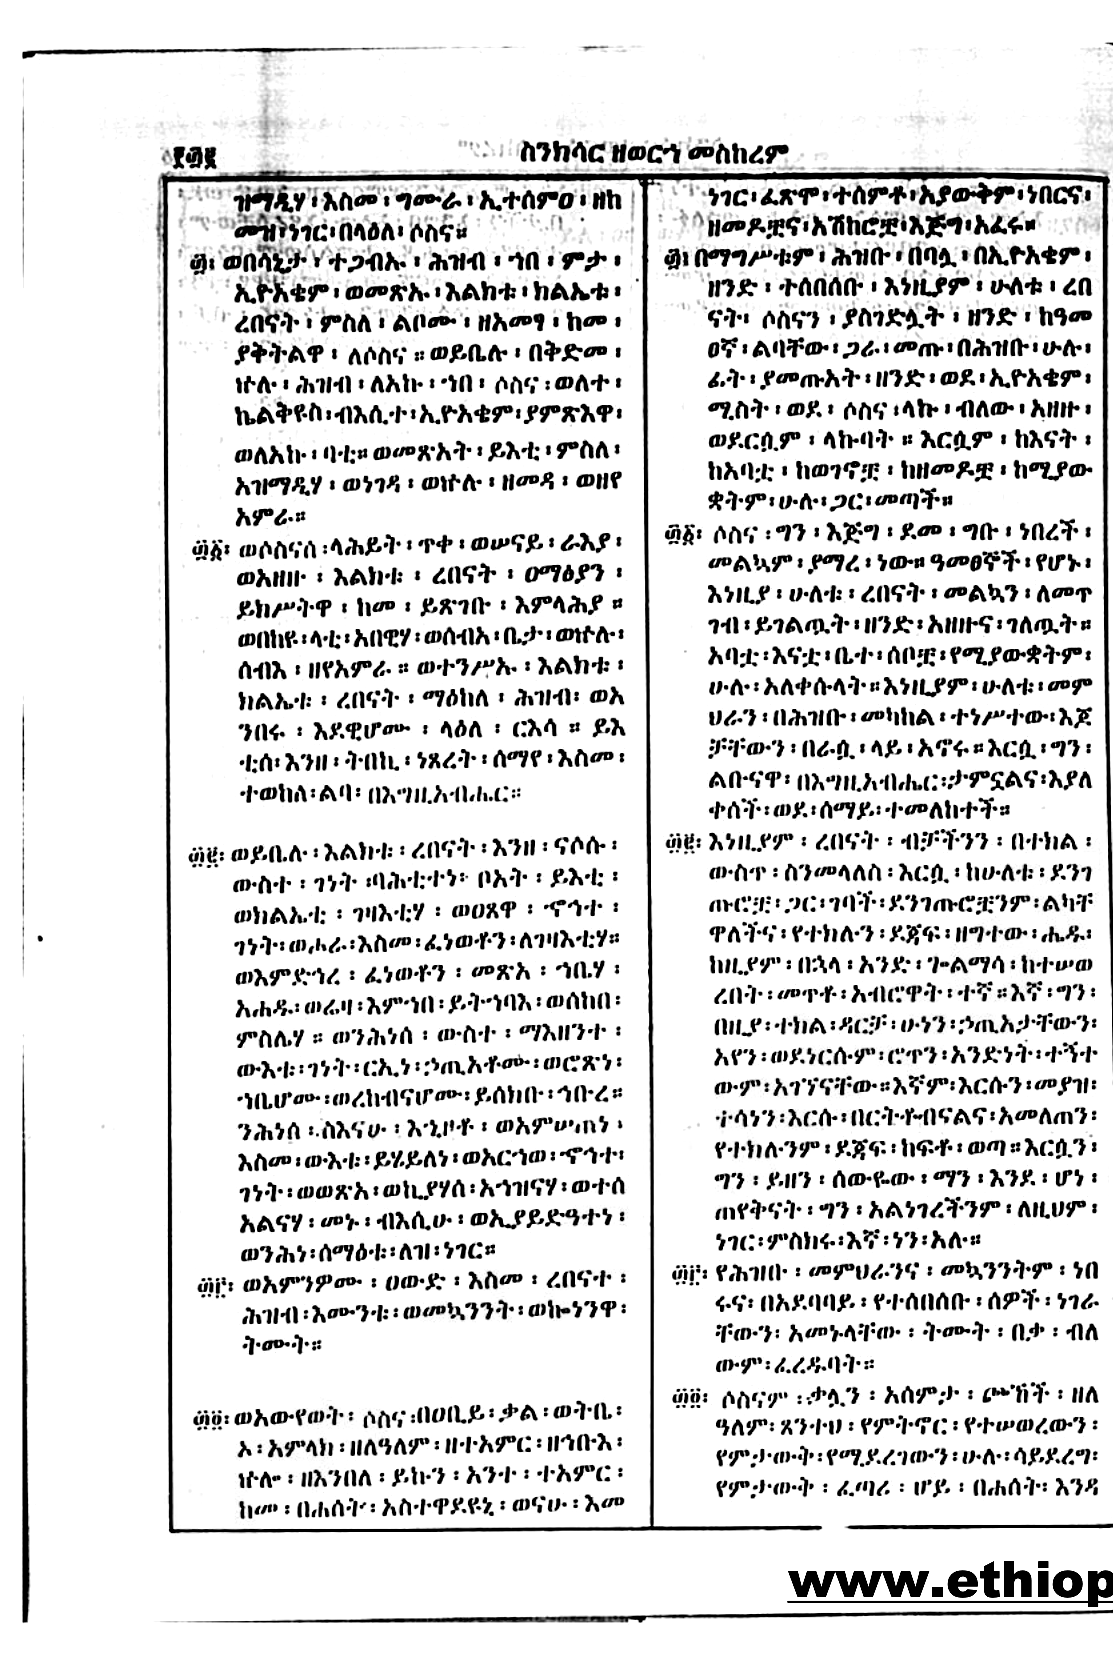 ፻፴፪
ስንክሳር ዘወርኀ መስከረም
ዝማዲሃ ፡ እስመ ፡ ግሙራ ፡ ኢተሰምዐ ፡ ዘከ
መዝ ፡ ነገር ፡ በላዕለ ፡ ሶስና ።
፴፤ ወበሳኒታ ፡ ተጋብኡ ፡ ሕዝብ ፡ ኀበ ፡ ምታ ፡
ኢዮአቄም ፡ ወመጽኡ ፡ እልክቱ ፡ ክልኤቱ ፡
ረበናት ፡ ምስለ ፡ ልቦሙ ፡ ዘአመፃ ፡ ከመ ፡
ያቅትልዋ ፡ ለሶስና ። ወይቤሉ ፡ በቅድመ ፡
ኵሉ ፡ ሕዝብ ፡ ለአኩ ፡ ኀበ ፡ ሶስና ፡ ወለተ ፡
ኬልቅዩስ ፡ ብእሲተ ፡ ኢዮአቄም ፡ ያምጽእዋ ፡
ወለአኩ ፡ ባቲ ። ወመጽአት ፡ ይእቲ ፡ ምስለ ፡
አዝማዲሃ ፡ ወነገዳ ፡ ወኵሉ ፡ ዘመዳ ፡ ወዘየ
አምራ ።
፴፩፡ ወሶስናሰ ፡ ላሕይት ፡ ጥቀ ፡ ወሠናይ ፡ ራእያ ፡
ወአዘዙ ፡ እልክቱ ፡ ረበናት ፡ ዐማፅያን ፡
ይክሥትዋ ፡ ከመ ፡ ይጽገቡ ፡ እምላሕያ ።
ወበከዩ ፡ ላቲ ፡ አበዊሃ ፡ ወሰብአ ፡ ቤታ ፡ ወኵሉ ፡
ሰብእ ፡ ዘየአምራ ። ወተንሥኡ ፡ እልክቱ ፡
ክልኤቱ ፡ ረበናት ፡ ማዕከለ ፡ ሕዝብ ፡ ወአ
ንበሩ ፡ እደዊሆሙ ፡ ላዕለ ፡ ርእሳ ። ይእ
ቲሰ ፡ እንዘ ፡ ትበኪ ፡ ነጸረት ፡ ሰማየ ፡ እስመ ፡
ተወከለ ፡ ልባ ፡ በእግዚአብሔር ።
፴፪፡ ወይቤሉ ፡ እልክቱ ፡ ረበናት ፡ እንዘ ፡ ናሶሱ ፡
ውስተ ፡ ገነት ፡ ባሕቲተነ ፡ ቦአት ፡ ይእቲ ፡
ወክልኤቲ ፡ ገዛእቲሃ ፡ ወዐጸዋ ፡ ኆኅተ ፡
ገነት ፡ ወሖራ ፡ እስመ ፡ ፈነወቶን ፡ ለገዛእቲሃ ።
ወእምድኅረ ፡ ፈነወቶን ፡ መጽአ ፡ ኀቤሃ ፡
አሐዱ ፡ ወሬዛ ፡ እምኀበ ፡ ይትኀባእ ፡ ወሰከበ ፡
ምስሌሃ ። ወንሕነሰ ፡ ውስተ ፡ ማእዘንተ ፡
ውእቱ ፡ ገነት ፡ ርኢነ ፡ ኃጢአቶሙ ፡ ወሮጽነ ፡
ኀቤሆሙ ፡ ወረከብናሆሙ ፡ ይሰክቡ ፡ ኅቡረ ።
ንሕነሰ ፡ ስእናሁ ፡ እኂዞቶ ፡ ወአምሠጠነ ፡
እስመ ፡ ውእቱ ፡ ይሄይለነ ፡ ወአርኀወ ፡ ኆኅተ ፡
ገነት ፡ ወወጽአ ፡ ወኪያሃሰ ፡ አኀዝናሃ ፡ ወተሰ
አልናሃ ፡ መኑ ፡ ብእሲሁ ፡ ወኢያይድዓተነ ፡
ወንሕነ ፡ ሰማዕቱ ፡ ለዝ ፡ ነገር ።
፴፫፡ ወአምንዎሙ ፡ ዐውድ ፡ እስመ ፡ ረበናተ ፡
ሕዝብ ፡ እሙንቱ ፡ ወመኳንንት ፡ ወኰነንዋ ፡
ትሙት ።
፴፬፡ ወአውየወት ፡ ሶስና ፡ በዐቢይ ፡ ቃል ፡ ወትቤ ፡
ኦ ፡ አምላክ ፡ ዘለዓለም ፡ ዘተአምር ፡ ዘኅቡእ ፡
ኵሎ ፡ ዘእንበለ ፡ ይኩን ፡ አንተ ፡ ተአምር ፡
ከመ ፡ በሐሰት ፡ አስተዋደዩኒ ፡ ወናሁ ፡ እመ
ነገር ፡ ፈጽሞ ፡ ተሰምቶ ፡ አያውቅም ፡ ነበርና ፡
ዘመዶቿና ፡ አሽከሮቿ ፡ እጅግ ፡ አፈሩ ።
፴፤ በማግሥቱም ፡ ሕዝቡ ፡ በባሏ ፡ በኢዮአቄም ፡
ዘንድ ፡ ተሰበሰቡ ፡ እነዚያም ፡ ሁለቱ ፡ ረበ
ናት ፡ ሶስናን ፡ ያስገድሏት ፡ ዘንድ ፡ ከዓመ
ፀኛ ፡ ልባቸው ፡ ጋራ ፡ መጡ ፡ በሕዝቡ ፡ ሁሉ ፡
ፊት ፡ ያመጡአት ፡ ዘንድ ፡ ወደ ፡ ኢዮአቄም ፡
ሚስት ፡ ወደ ፡ ሶስና ፡ ላኩ ፡ ብለው ፡ አዘዙ ፡
ወደርሷም ፡ ላኩባት ። እርሷም ፡ ከእናት ፡
ከአባቷ ፡ ከወገኖቿ ፡ ከዘመዶቿ ፡ ከሚያው
ቋትም ፡ ሁሉ ፡ ጋር ፡ መጣች ።
፴፩፡ ሶስና ፡ ግን ፡ እጅግ ፡ ደመ ፡ ግቡ ፡ ነበረች ፡
መልኳም ፡ ያማረ ፡ ነው ። ዓመፀኞች ፡ የሆኑ ፡
እነዚያ ፡ ሁለቱ ፡ ረበናት ፡ መልኳን ፡ ለመጥ
ገብ ፡ ይገልጧት ፡ ዘንድ ፡ አዘዙና ፡ ገለጧት ።
አባቷ ፡ እናቷ ፡ ቤተ ፡ ሰቦቿ ፡ የሚያውቋትም ፡
ሁሉ ፡ አለቀሱላት ። እነዚያም ፡ ሁለቱ ፡ መም
ህራን ፡ በሕዝቡ ፡ መካከል ፡ ተነሥተው ፡ እጆ
ቻቸውን ፡ በራሷ ፡ ላይ ፡ አኖሩ ። እርሷ ፡ ግን ፡
ልቡናዋ ፡ በእግዚአብሔር ፡ ታምኗልና ፡ እያለ
ቀሰች ፡ ወደ ፡ ሰማይ ፡ ተመለከተች ።
፴፪፡ እነዚያም ፡ ረበናት ፡ ብቻችንን ፡ በተክል ፡
ውስጥ ፡ ስንመላለስ ፡ እርሷ ፡ ከሁለቱ ፡ ደንገ
ጡሮቿ ፡ ጋር ፡ ገባች ፡ ደንገጡሮቿንም ፡ ልካቸ
ዋለችና ፡ የተክሉን ፡ ደጃፍ ፡ ዘግተው ፡ ሔዱ ፡
ከዚያም ፡ በኋላ ፡ አንድ ፡ ጐልማሳ ፡ ከተሠወ
ረበት ፡ መጥቶ ፡ አብሮዋት ፡ ተኛ ። እኛ ፡ ግን ፡
በዚያ ፡ ተክል ፡ ዳርቻ ፡ ሁነን ፡ ኃጢአታቸውን ፡
አየን ፡ ወደነርሱም ፡ ሮጥን ፡ አንድነት ፡ ተኝተ
ውም ፡ አገኘናቸው ። እኛም ፡ እርሱን ፡ መያዝ ፡
ተሳነን ፡ እርሱ ፡ በርትቶብናልና ፡ አመለጠን ፡
የተክሉንም ፡ ደጃፍ ፡ ከፍቶ ፡ ወጣ ። እርሷን ፡
ግን ፡ ይዘን ፡ ሰውዬው ፡ ማን ፡ እንደ ፡ ሆነ ፡
ጠየቅናት ፡ ግን ፡ አልነገረችንም ፡ ለዚህም ፡
ነገር ፡ ምስክሩ ፡ እኛ ፡ ነን ፡ አሉ ።
፴፫፡ የሕዝቡ ፡ መምህራንና ፡ መኳንንትም ፡ ነበ
ሩና ፡ በአደባባይ ፡ የተሰበሰቡ ፡ ሰዎች ፡ ነገራ
ቸውን ፡ አመኑላቸው ፡ ትሙት ፡ በቃ ፡ ብለ
ውም ፡ ፈረዱባት ።
፴፬፡ ሶስናም ፡ ቃሏን ፡ አሰምታ ፡ ጮኸች ፡ ዘለ
ዓለም ፡ ጸንተህ ፡ የምትኖር ፡ የተሠወረውን ፡
የምታውቅ ፡ የሚደረገውን ፡ ሁሉ ፡ ሳይደረግ ፡
የምታውቅ ፡ ፈጣሪ ፡ ሆይ ፡ በሐሰት ፡ እንዳ
www.ethiop